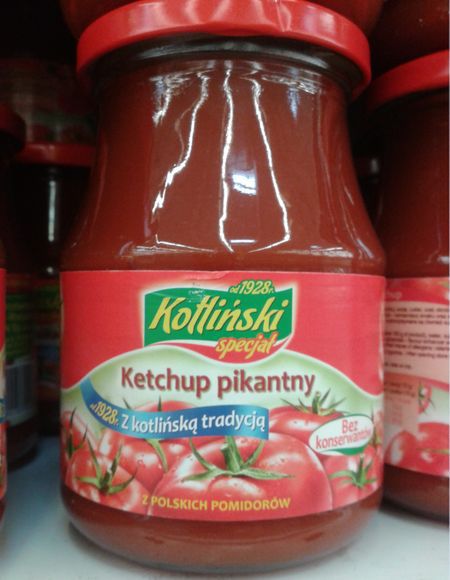 od 1928r.
Kotliński
specjał
Ketchup pikantny
od 1928r. Z kotlińską tradycją
Bez
konserwantów
Z POLSKICH POMIDORÓW